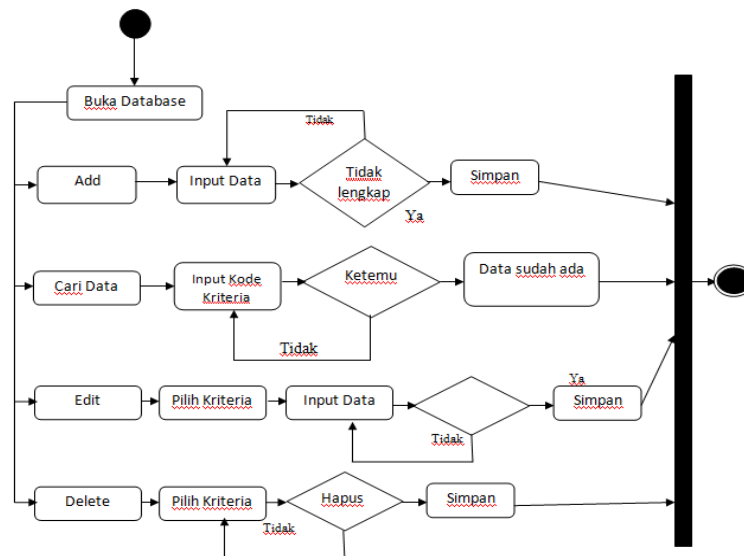 Buka Database
Tidak
Add
Input Data
Tidak
lengkap
Simpan
Ya
Cari Data
Input Kode
Kriteria
Ketemu
Data sudah ada
Tidak
Edit
Pilih Kriteria
Input Data
Ya
Simpan
Tidak
Delete
Pilih Kriteria
Hapus
Simpan
Tidak